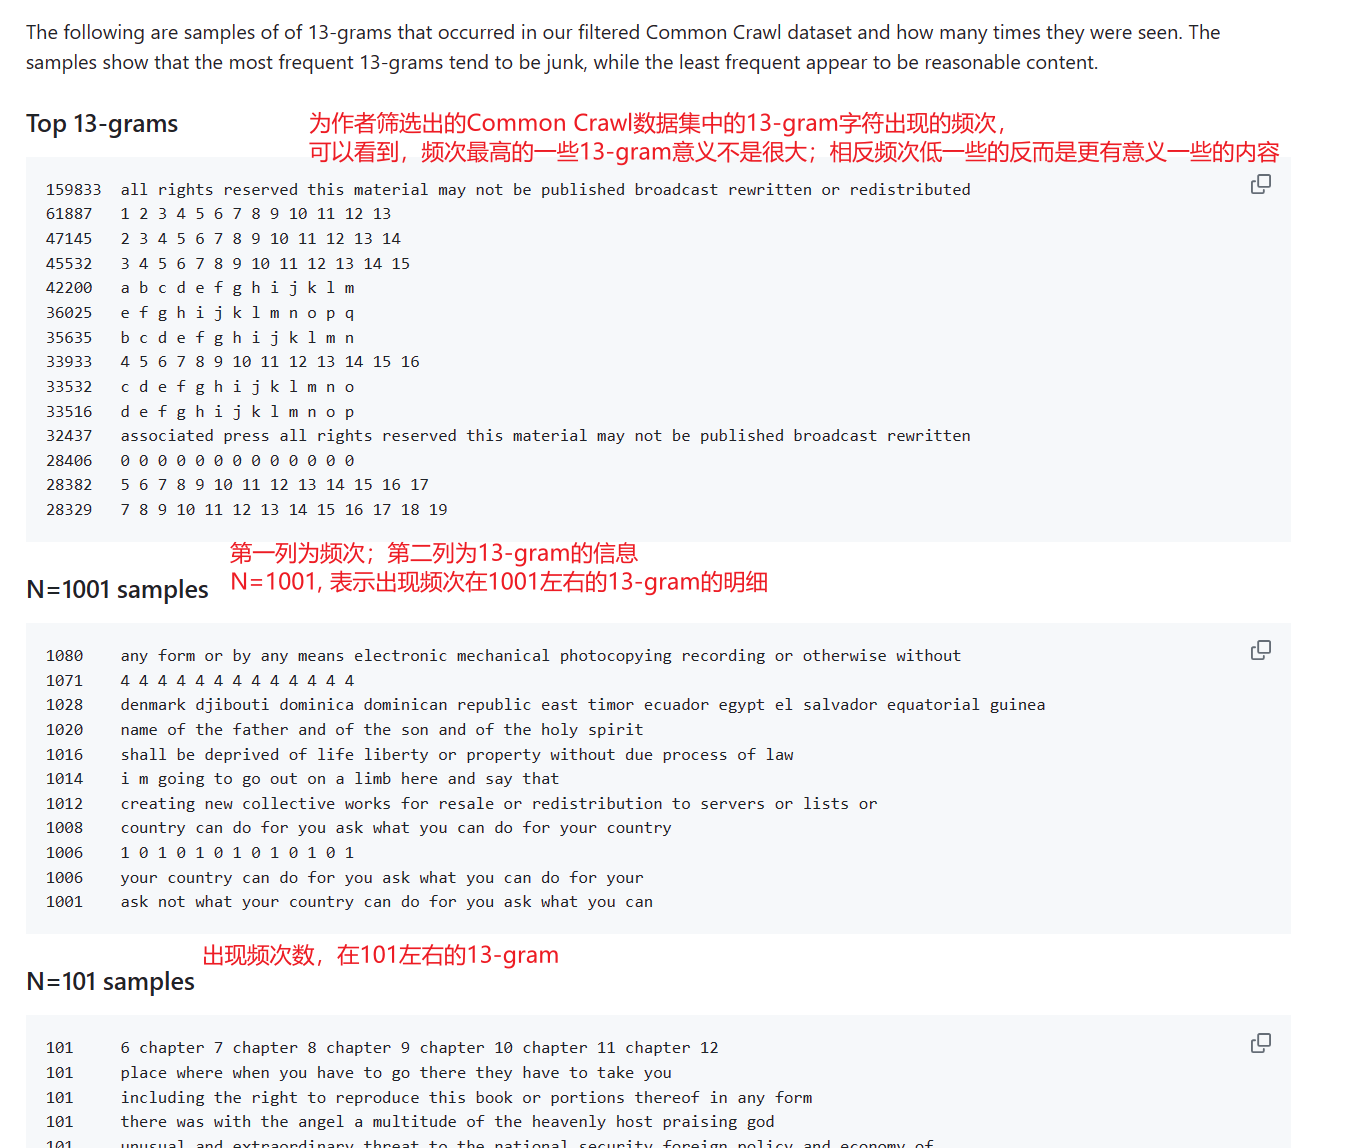 The following are samples of of 13-grams that occurred in our filtered Common Crawl dataset and how many times they were seen. The
samples show that the most frequent 13-grams tend to be junk, while the least frequent appear to be reasonable content.
Top 13-grams
为作者筛选出的Common Crawl数据集中的13-gram字符出现的频次，
可以看到，频次最高的一些13-gram意义不是很大；相反频次低一些的反而是更有意义一些的内容
159833 all rights reserved this material may not be published broadcast rewritten or redistributed
61887 1 2 3 4 5 6 7 8 9 10 11 12 13
47145 2 3 4 5 6 7 8 9 10 11 12 13 14
45532 3 4 5 6 7 8 9 10 11 12 13 14 15
42200 a b c d e f g h i j k l m
36025 e f g h i j k l m n o p q
35635 b c d e f g h i j k l m n
33933 4 5 6 7 8 9 10 11 12 13 14 15 16
33532 c d e f g h i j k l m n o
33516 d e f g h i j k l m n o p
32437 associated press all rights reserved this material may not be published broadcast rewritten
28406 0 0 0 0 0 0 0 0 0 0 0 0 0
28382 5 6 7 8 9 10 11 12 13 14 15 16 17
28329 7 8 9 10 11 12 13 14 15 16 17 18 19
第一列为频次；第二列为13-gram的信息
N=1001, 表示出现频次在1001左右的13-gram的明细
N=1001 samples
1080 any form or by any means electronic mechanical photocopying recording or otherwise without
1071 4 4 4 4 4 4 4 4 4 4 4 4 4
1028 denmark djibouti dominica dominican republic east timor ecuador egypt el salvador equatorial guinea
1020 name of the father and of the son and of the holy spirit
1016 shall be deprived of life liberty or property without due process of law
1014 i m going to go out on a limb here and say that
1012 creating new collective works for resale or redistribution to servers or lists or
1008 country can do for you ask what you can do for your country
1006 1 0 1 0 1 0 1 0 1 0 1 0 1
1006 your country can do for you ask what you can do for your
1001 ask not what your country can do for you ask what you can
出现频次数，在101左右的13-gram
N=101 samples
101 6 chapter 7 chapter 8 chapter 9 chapter 10 chapter 11 chapter 12
101 place where when you have to go there they have to take you
101 including the right to reproduce this book or portions thereof in any form
101 there was with the angel a multitude of the heavenly host praising god
101 unusual and extraordinary threat to the national security foreign policy and economy of